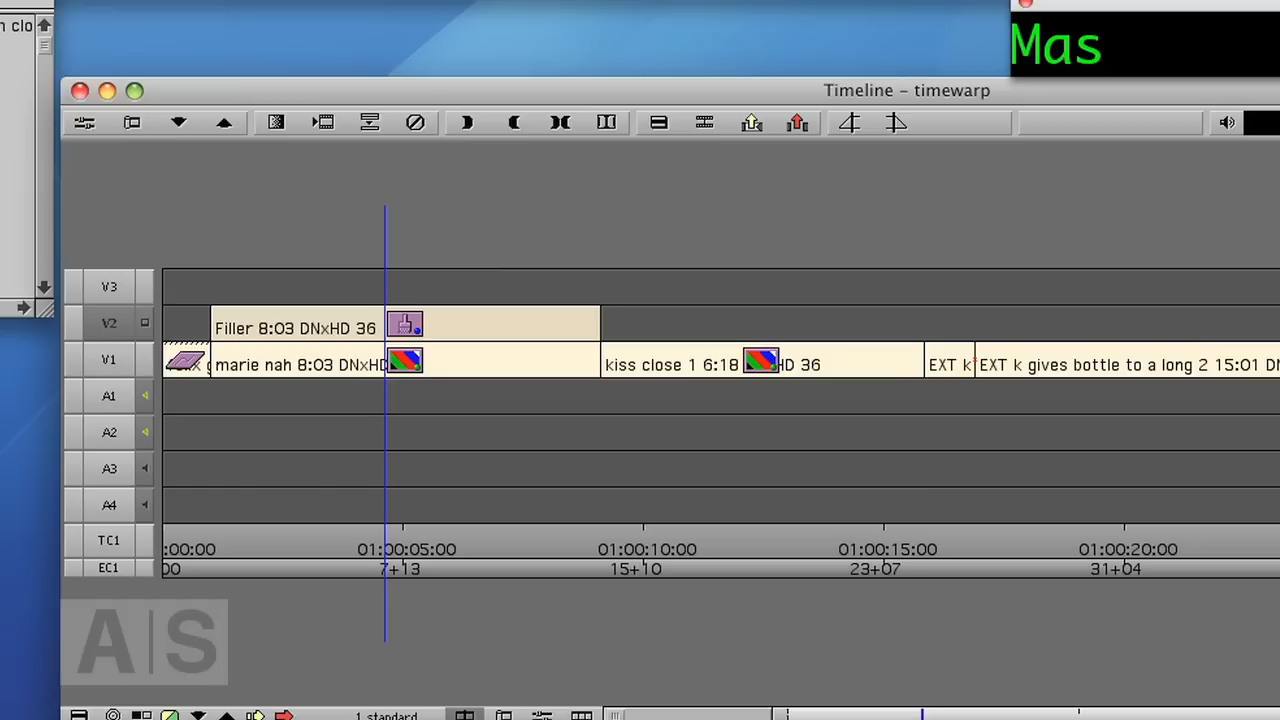 n clo
Mas
Timeline - timewarp
V3
V2
Filler 8:03 DNxHD 36
V1
marie nah 8:03 DNxHD
kiss close 1 6:18
HD 36
EXT k
EXT k gives bottle to a long 2 15:01 DN
A1
A2
A3
A4
TC1
:00:00
01:00:05:00
01:00:10:00
01:00:15:00
01:00:20:00
EC1
00
7+13
15+10
23+07
31+04
A|S
1 standard